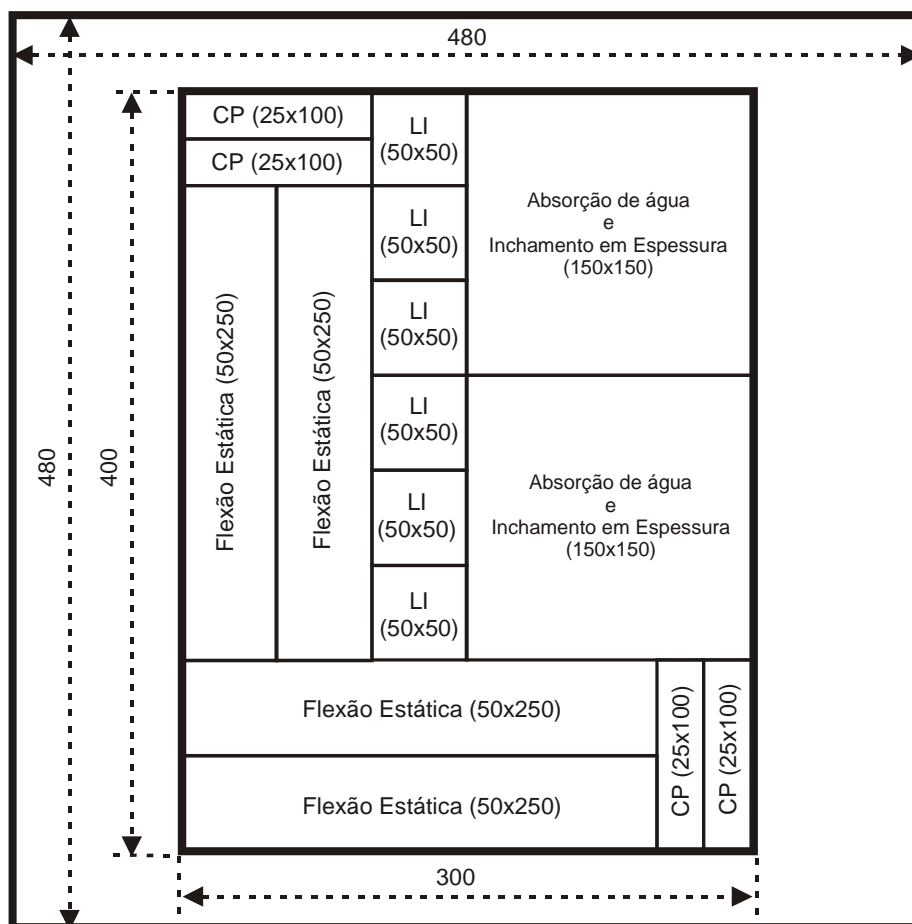 480
CP (25x100)
CP (25x100)
LI
(50x50)
Absorção de água
e
Inchamento em Espessura
(150x150)
480
400
Flexão Estática (50x250)
Flexão Estática (50x250)
LI
(50x50)
LI
(50x50)
LI
(50x50)
LI
(50x50)
LI
(50x50)
Absorção de água
e
Inchamento em Espessura
(150x150)
Flexão Estática (50x250)
Flexão Estática (50x250)
CP (25x100)
CP (25x100)
300